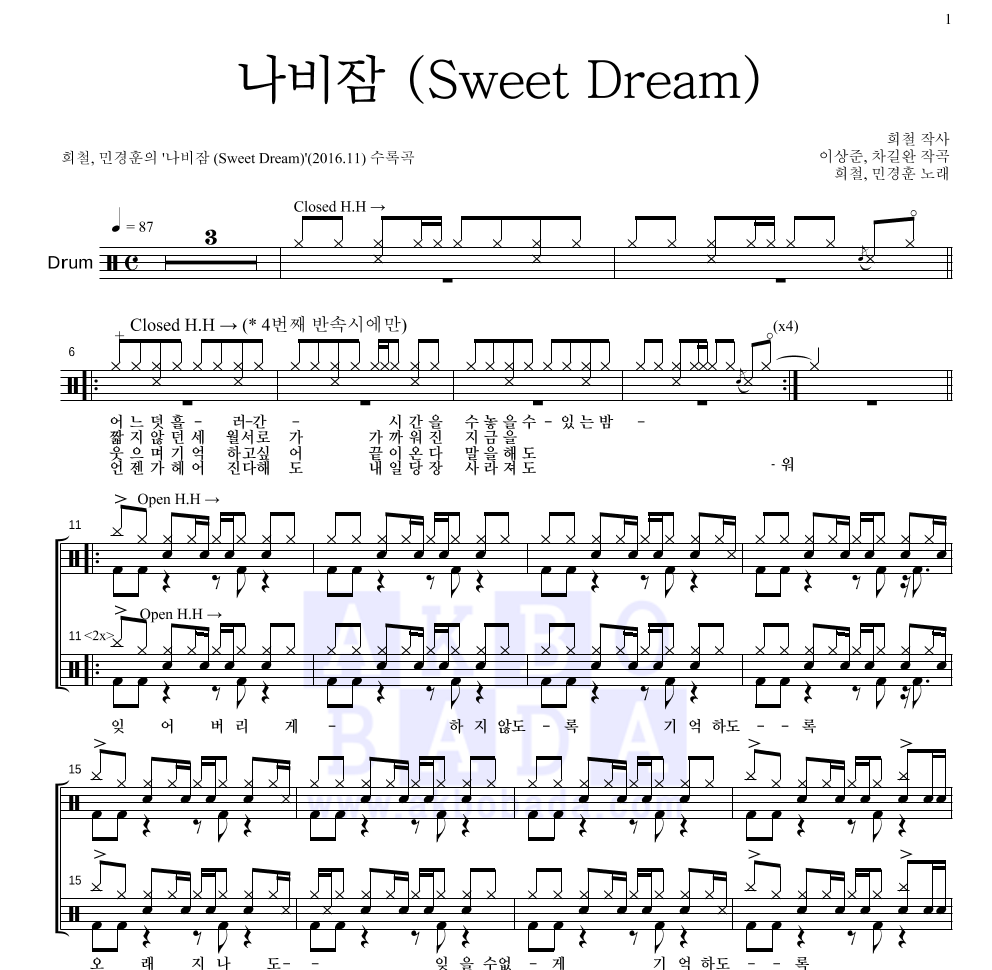 1
나비잠 (Sweet Dream)
희철 작사
희철, 민경훈의 '나비잠 (Sweet Dream)'(2016.11) 수록곡
이상준, 차길완 작곡
희철, 민경훈 노래
Closed H.H →
= 87
3
Drum
Closed H.H → (* 4번째 반속시에만)
(x4)
6
어 느 덧 흘 - 러-간 - 시 간 을 수놓을수 - 있 는 밤 -
짧 지 않 던 세 월서로 가 가 까 워 진 지 금 을
웃 으 며 기 억 하고싶 어 끝 이 온 다 말 을 해 도
언 젠 가 헤 어 진다해 도 내 일 당 장 사 라 져 도 - 워
> Open H.H →
11
> Open H.H →
11 <2x>
잊 어 버 리 게 - 하 지 않도 - 록 기 억 하도 - - 록
AKBO
BADA
www.akbobada.com
15
15
오 래 지 나 도- - 잊 을 수없 - 게 기 억 하도 - - 록